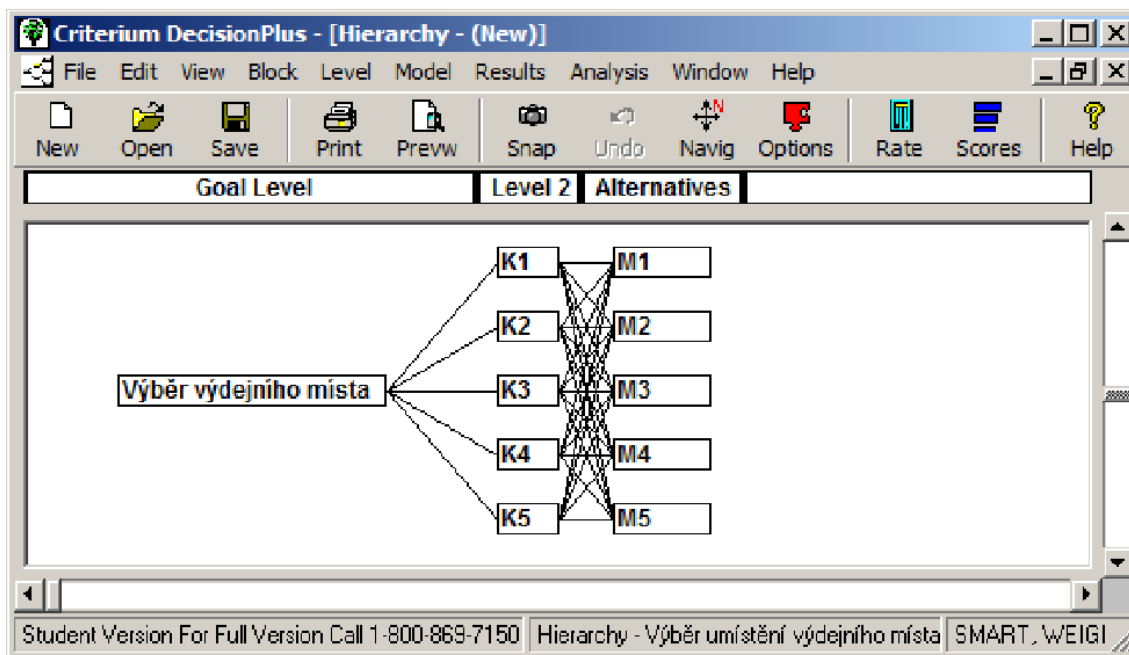 Criterium DecisionPlus - [Hierarchy - (New)]
File Edit View Block Level Model Results Analysis Window Help
New Open Save Print Prevw Snap Undo Navig Options Rate Scores Help
Goal Level Level 2 Alternatives
K1 M1
K2 M2
Výběr výdejního místa K3 M3
K4 M4
K5 M5
Student Version For Full Version Call 1-800-869-7150 Hierarchy - Výběr umístění výdejního místa SMART, WEIGI